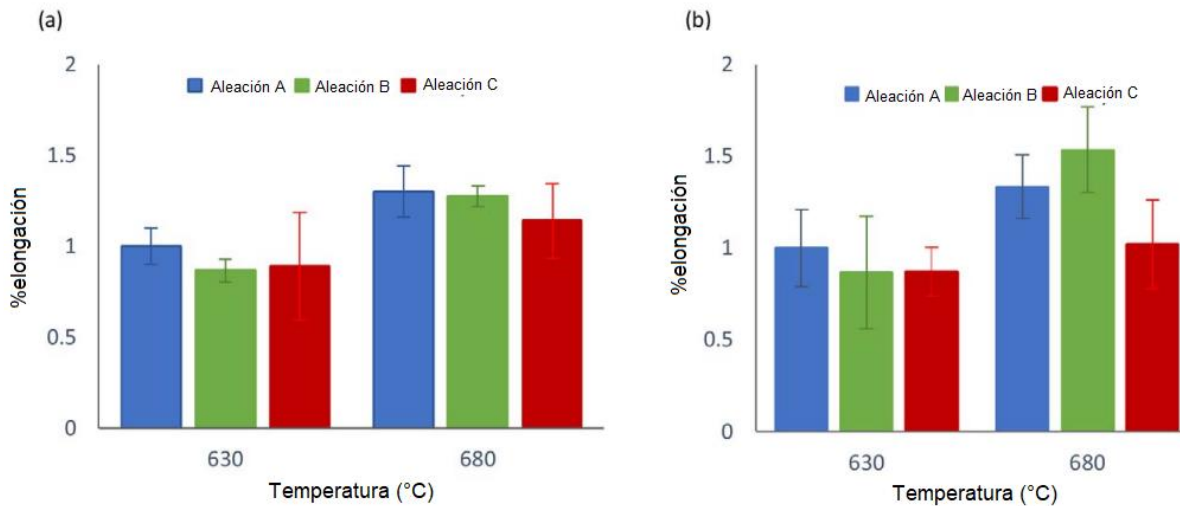 (a)
2
Aleación A Aleación B Aleación C
1.5
1
0.5
0
%elongación
630 680
Temperatura (°C)
(b)
2
Aleación A Aleación B Aleación C
1.5
1
0.5
0
%elongación
630 680
Temperatura (°C)